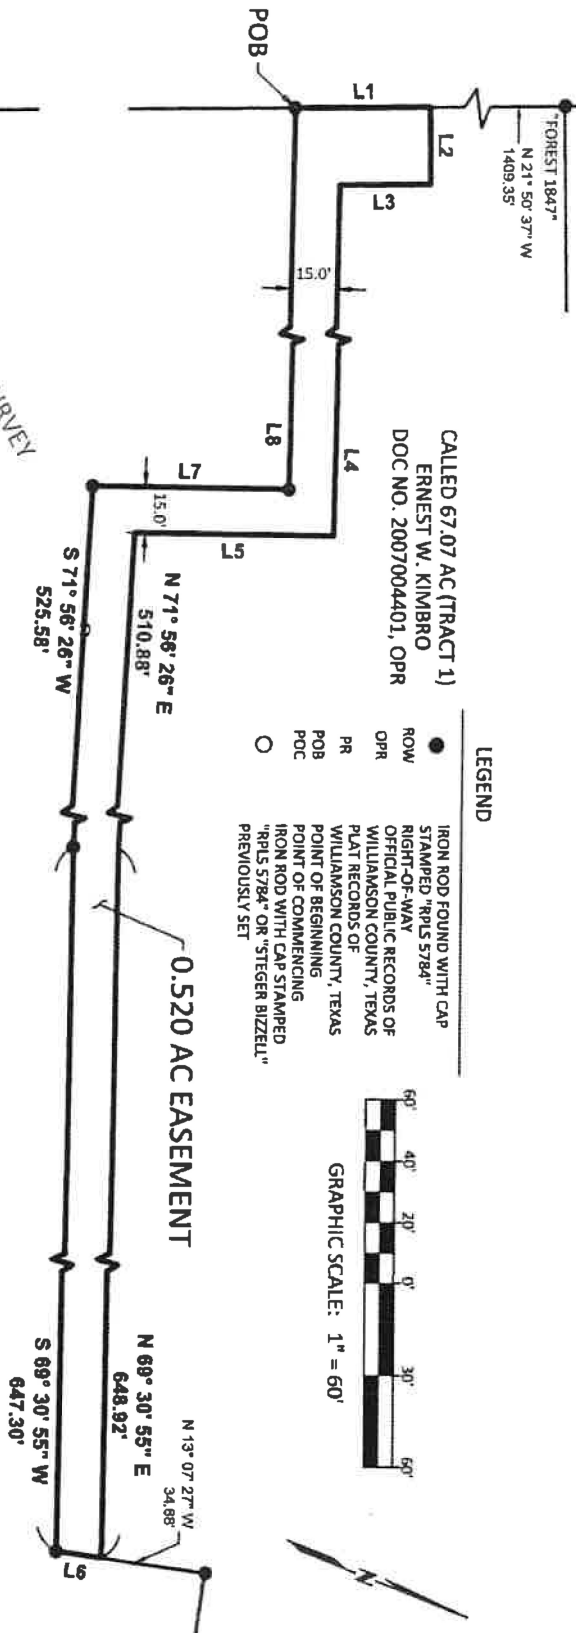 "FOREST 1847"
N 21° 50' 37" W
1409.35'
POB
L1
L2
L3
15.0'
L4
L8
L7
15.0'
L5
CALLED 67.07 AC (TRACT 1)
ERNEST W. KIMBRO
DOC NO. 2007004401, OPR
N 71° 56' 26" E
510.88'
S 71° 56' 26" W
525.58'
LEGEND
IRON ROD FOUND WITH CAP
STAMPED "RPLS 5784"
ROW RIGHT-OF-WAY
OPR OFFICIAL PUBLIC RECORDS OF
WILLIAMSON COUNTY, TEXAS
PR PLAT RECORDS OF
WILLIAMSON COUNTY, TEXAS
POB POINT OF BEGINNING
POC POINT OF COMMENCING
IRON ROD WITH CAP STAMPED
"RPLS 5784" OR "STEGER BIZZELL"
PREVIOUSLY SET
0.520 AC EASEMENT
60' 40' 20' 0' 30' 60'
GRAPHIC SCALE: 1" = 60'
N 69° 30' 55" E
648.92'
S 69° 30' 55" W
647.30'
N 13° 07' 27" W
34.88'
L6
N